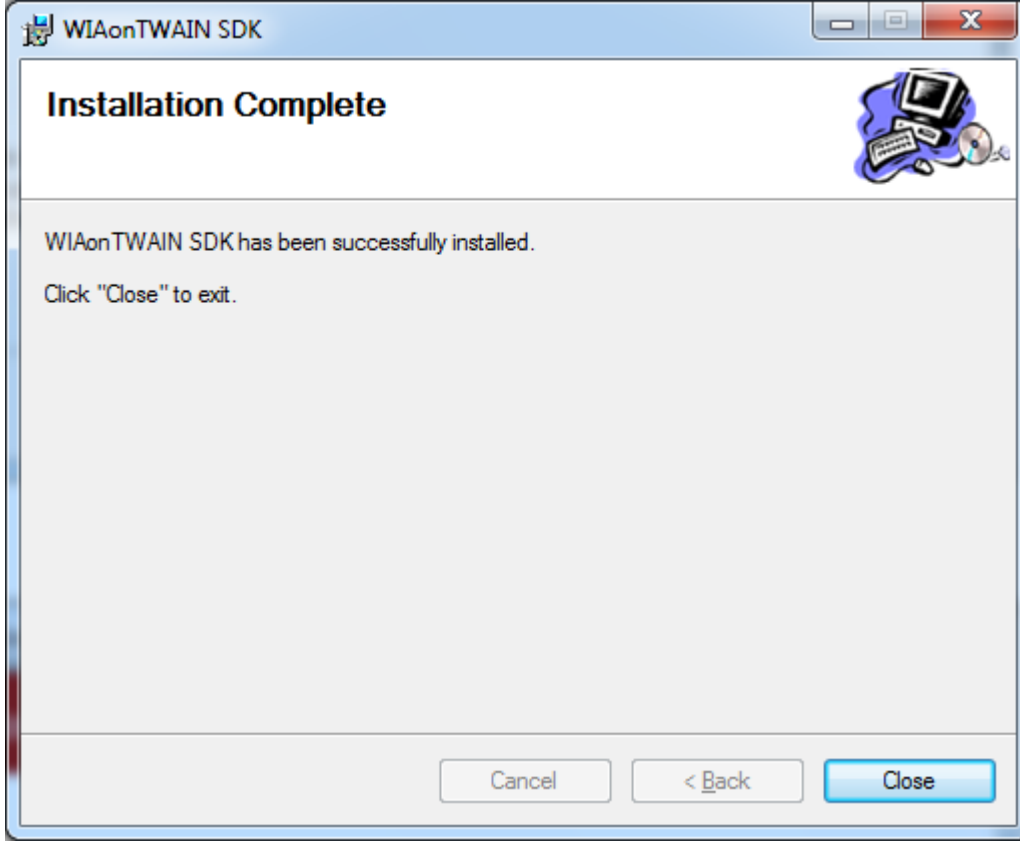 WIAonTWAIN SDK
Installation Complete
WIAonTWAIN SDK has been successfully installed.
Click "Close" to exit.
Cancel
< Back
Close